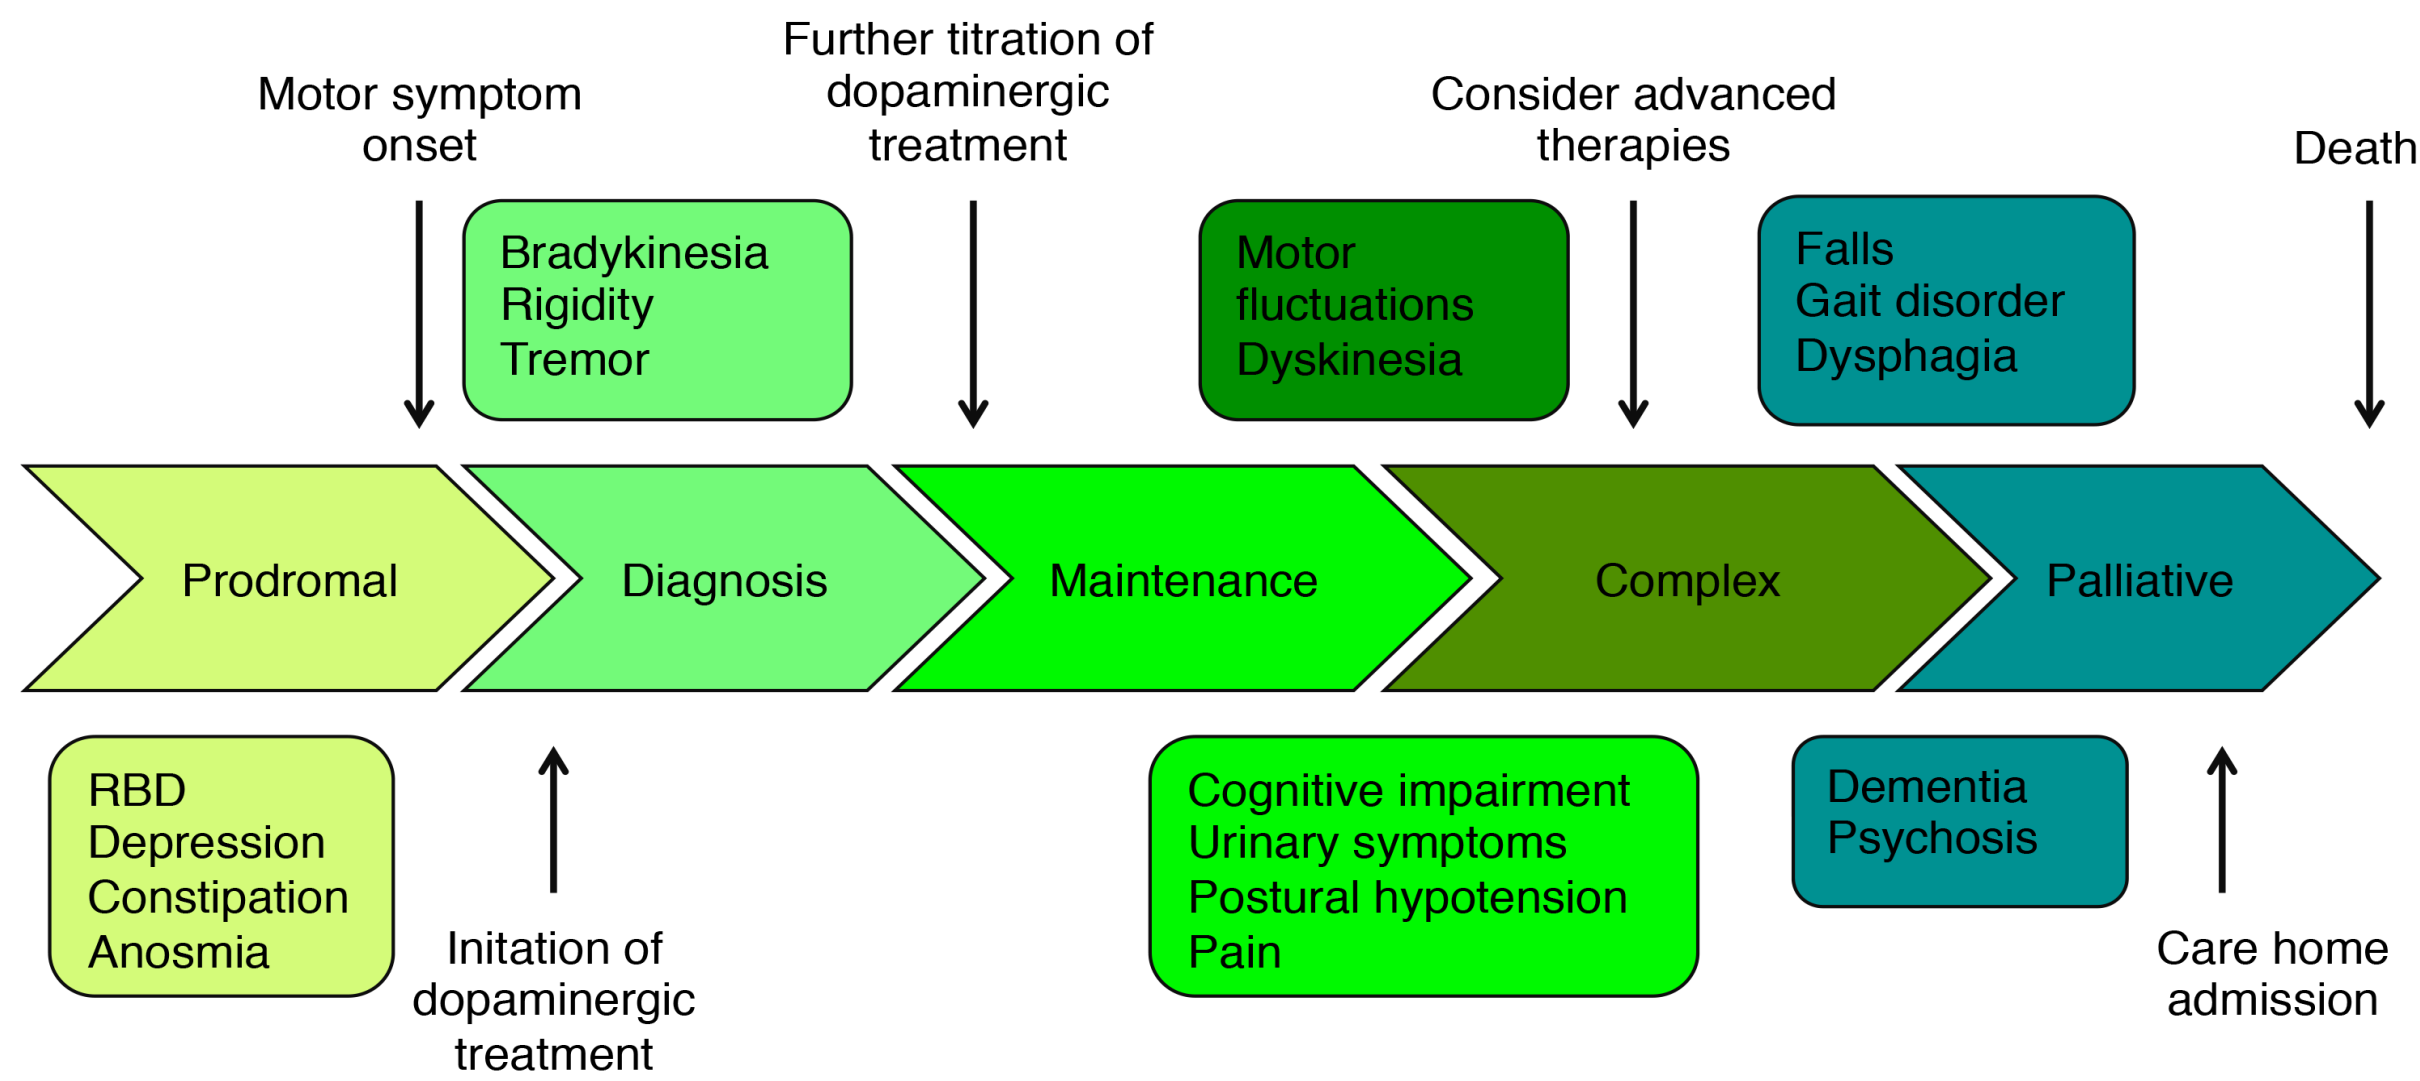 Further titration of
dopaminergic
treatment
Motor symptom
onset
Consider advanced
therapies
Death
Bradykinesia
Rigidity
Tremor
Motor
fluctuations
Dyskinesia
Falls
Gait disorder
Dysphagia
Prodromal
Diagnosis
Maintenance
Complex
Palliative
RBD
Depression
Constipation
Anosmia
Initation of
dopaminergic
treatment
Cognitive impairment
Urinary symptoms
Postural hypotension
Pain
Dementia
Psychosis
Care home
admission